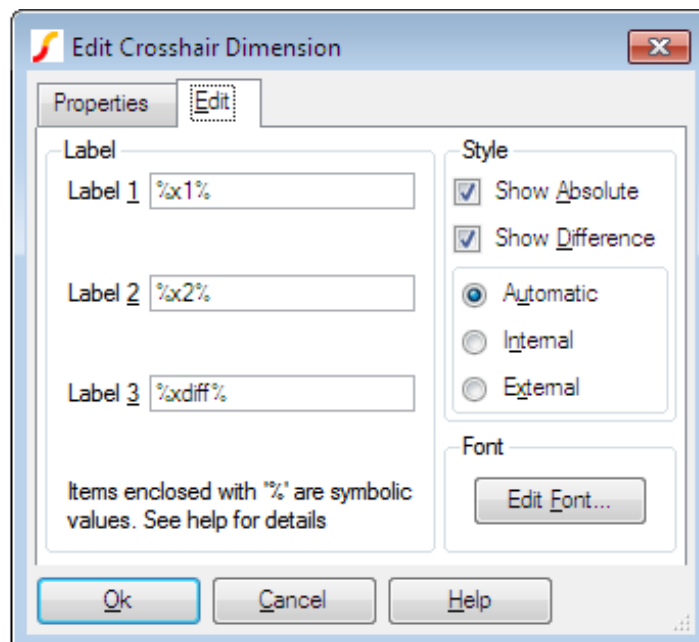 Edit Crosshair Dimension
Properties
Edit
Label
Label 1 %x1%
Label 2 %x2%
Label 3 %xdiff%
Items enclosed with '%' are symbolic
values. See help for details
Style
Show Absolute
Show Difference
Automatic
Internal
External
Font
Edit Font...
Ok
Cancel
Help